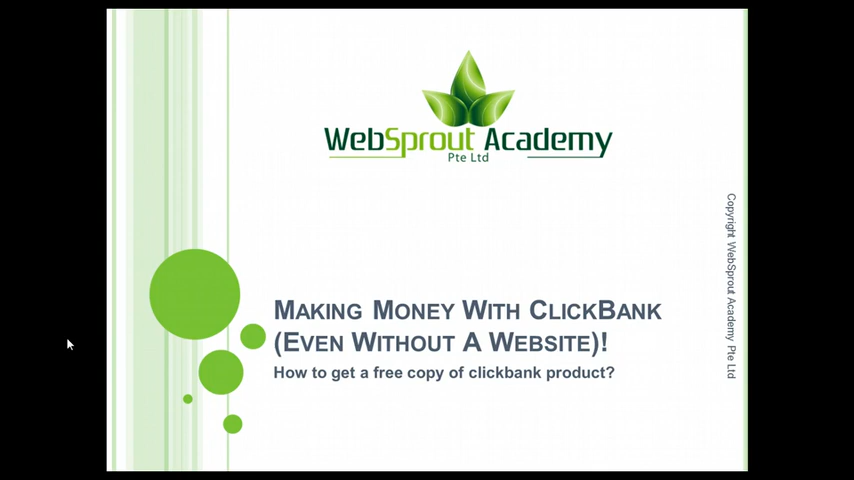 WebSprout Academy
Pte Ltd
MAKING MONEY WITH CLICKBANK
(EVEN WITHOUT A WEBSITE)!
How to get a free copy of clickbank product?
Copyright WebSprout Academy Pte Ltd